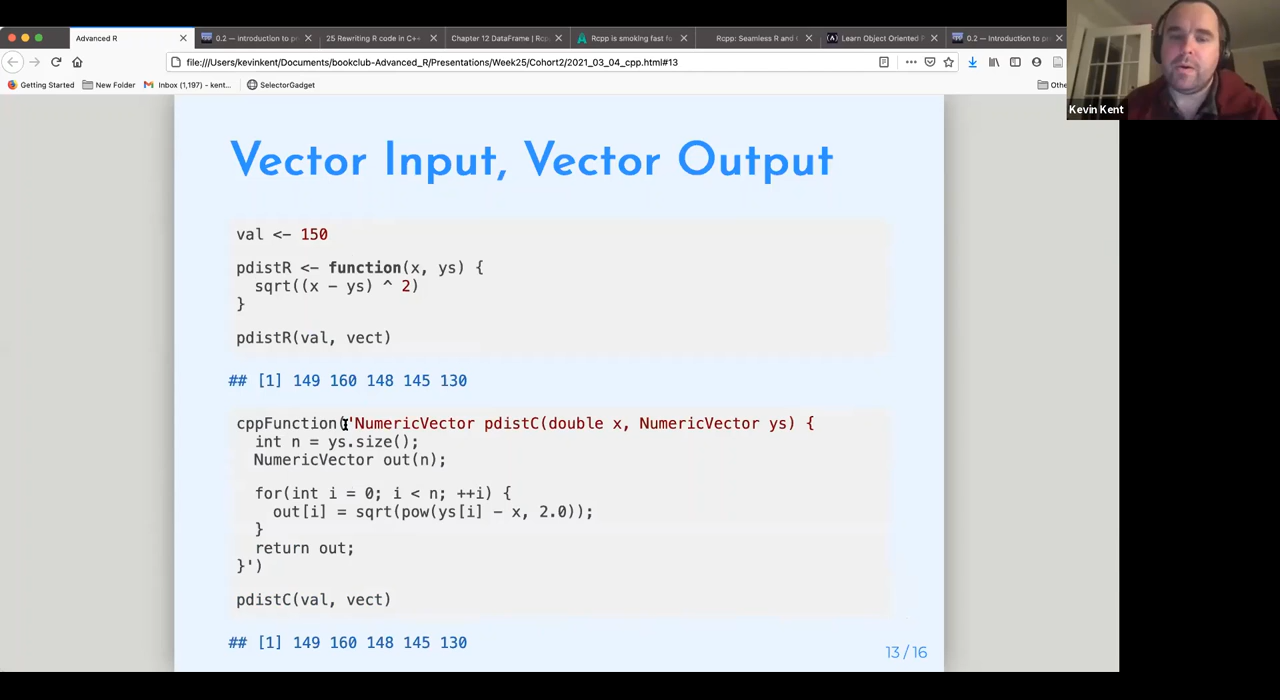 Advanced R
0.2 — introduction to p
25 Rewriting R code in C++
Chapter 12 DataFrame | Rcp
Rcpp is smoking fast fo
Rcpp: Seamless R and
Learn Object Oriented
0.2 — Introduction to p
file:///Users/kevinkent/Documents/bookclub-Advanced_R/Presentations/Week25/Cohort2/2021_03_04_cpp.html#13
Getting Started
New Folder
Inbox (1,197) - kent...
SelectorGadget
Othe
Kevin Kent
Vector Input, Vector Output
val <- 150
pdistR <- function(x, ys) {
sqrt((x - ys) ^ 2)
}
pdistR(val, vect)
## [1] 149 160 148 145 130
cppFunction('NumericVector pdistC(double x, NumericVector ys) {
int n = ys.size();
NumericVector out(n);
for(int i = 0; i < n; ++i) {
out[i] = sqrt(pow(ys[i] - x, 2.0));
}
return out;
}')
pdistC(val, vect)
## [1] 149 160 148 145 130
13 / 16